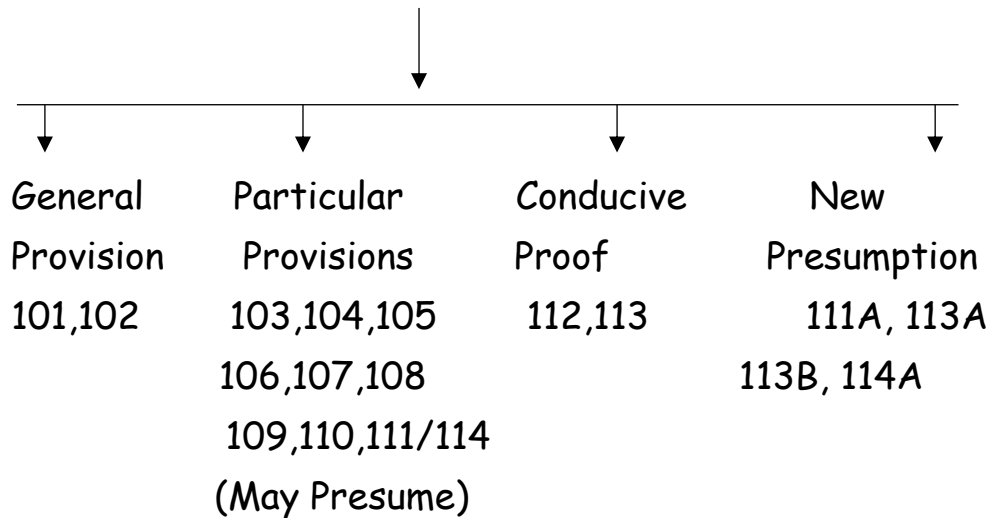 General Provision
101,102
Particular Provisions
103,104,105
106,107,108
109,110,111/114
(May Presume)
Conducive Proof
112,113
New Presumption
111A, 113A
113B, 114A